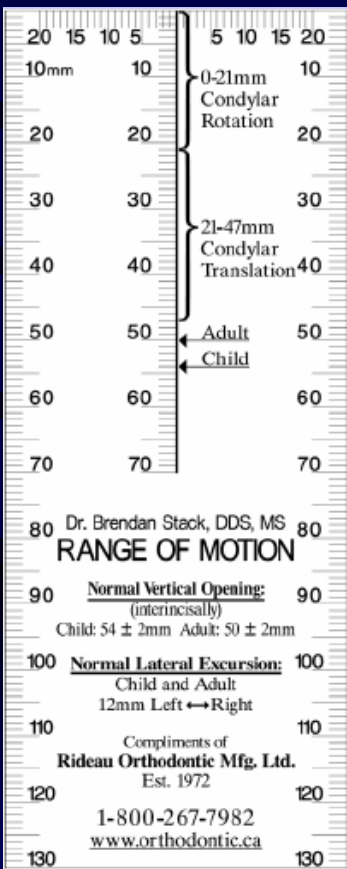 20 15 10 5 5 10 15 20
10mm 10 0-21mm 10
Condylar
Rotation
20 20 20
30 30 30
21-47mm
Condylar
40 40 Translation 40
50 50 Adult 50
Child
60 60 60
70 70 70
80 Dr. Brendan Stack, DDS, MS 80
RANGE OF MOTION
90 Normal Vertical Opening: 90
(interincisally)
Child: 54 ± 2mm Adult: 50 ± 2mm
100 Normal Lateral Excursion: 100
Child and Adult
12mm Left ↔ Right
110 110
Compliments of
Rideau Orthodontic Mfg. Ltd.
Est. 1972
120 120
1-800-267-7982
www.orthodontic.ca
130 130